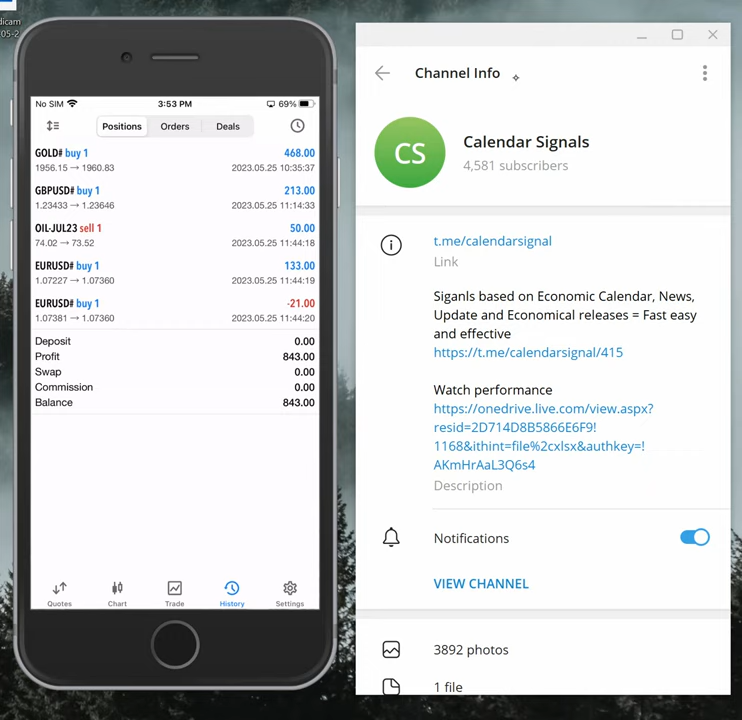 dicam
05-2
No SIM
3:53 PM
69%
Positions
Orders
Deals
GOLD# buy 1
468.00
1956.15 → 1960.83
2023.05.25 10:35:37
GBPUSD# buy 1
213.00
1.23433 → 1.23646
2023.05.25 11:14:33
OIL-JUL23 sell 1
50.00
74.02 → 73.52
2023.05.25 11:44:18
EURUSD# buy 1
133.00
1.07227 → 1.07360
2023.05.25 11:44:19
EURUSD# buy 1
-21.00
1.07381 → 1.07360
2023.05.25 11:44:20
Deposit
0.00
Profit
843.00
Swap
0.00
Commission
0.00
Balance
843.00
Quotes
Chart
Trade
History
Settings
Channel Info
CS
Calendar Signals
4,581 subscribers
t.me/calendarsignal
Link
Siganls based on Economic Calendar, News,
Update and Economical releases = Fast easy
and effective
https://t.me/calendarsignal/415
Watch performance
https://onedrive.live.com/view.aspx?
resid=2D714D8B5866E6F9!
1168&ithint=file%2cxlsx&authkey=!
AKmHrAaL3Q6s4
Description
Notifications
VIEW CHANNEL
3892 photos
1 file